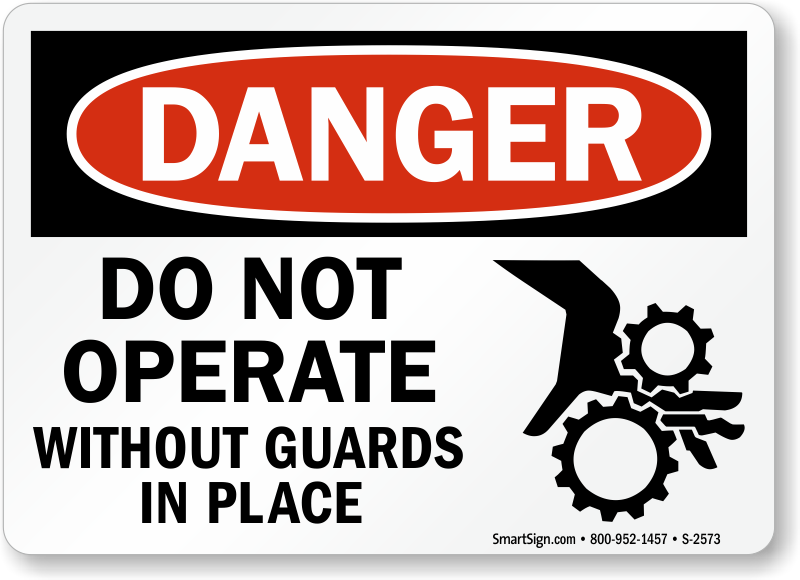 DANGER
DO NOT
OPERATE
WITHOUT GUARDS
IN PLACE
SmartSign.com • 800-952-1457 • S-2573